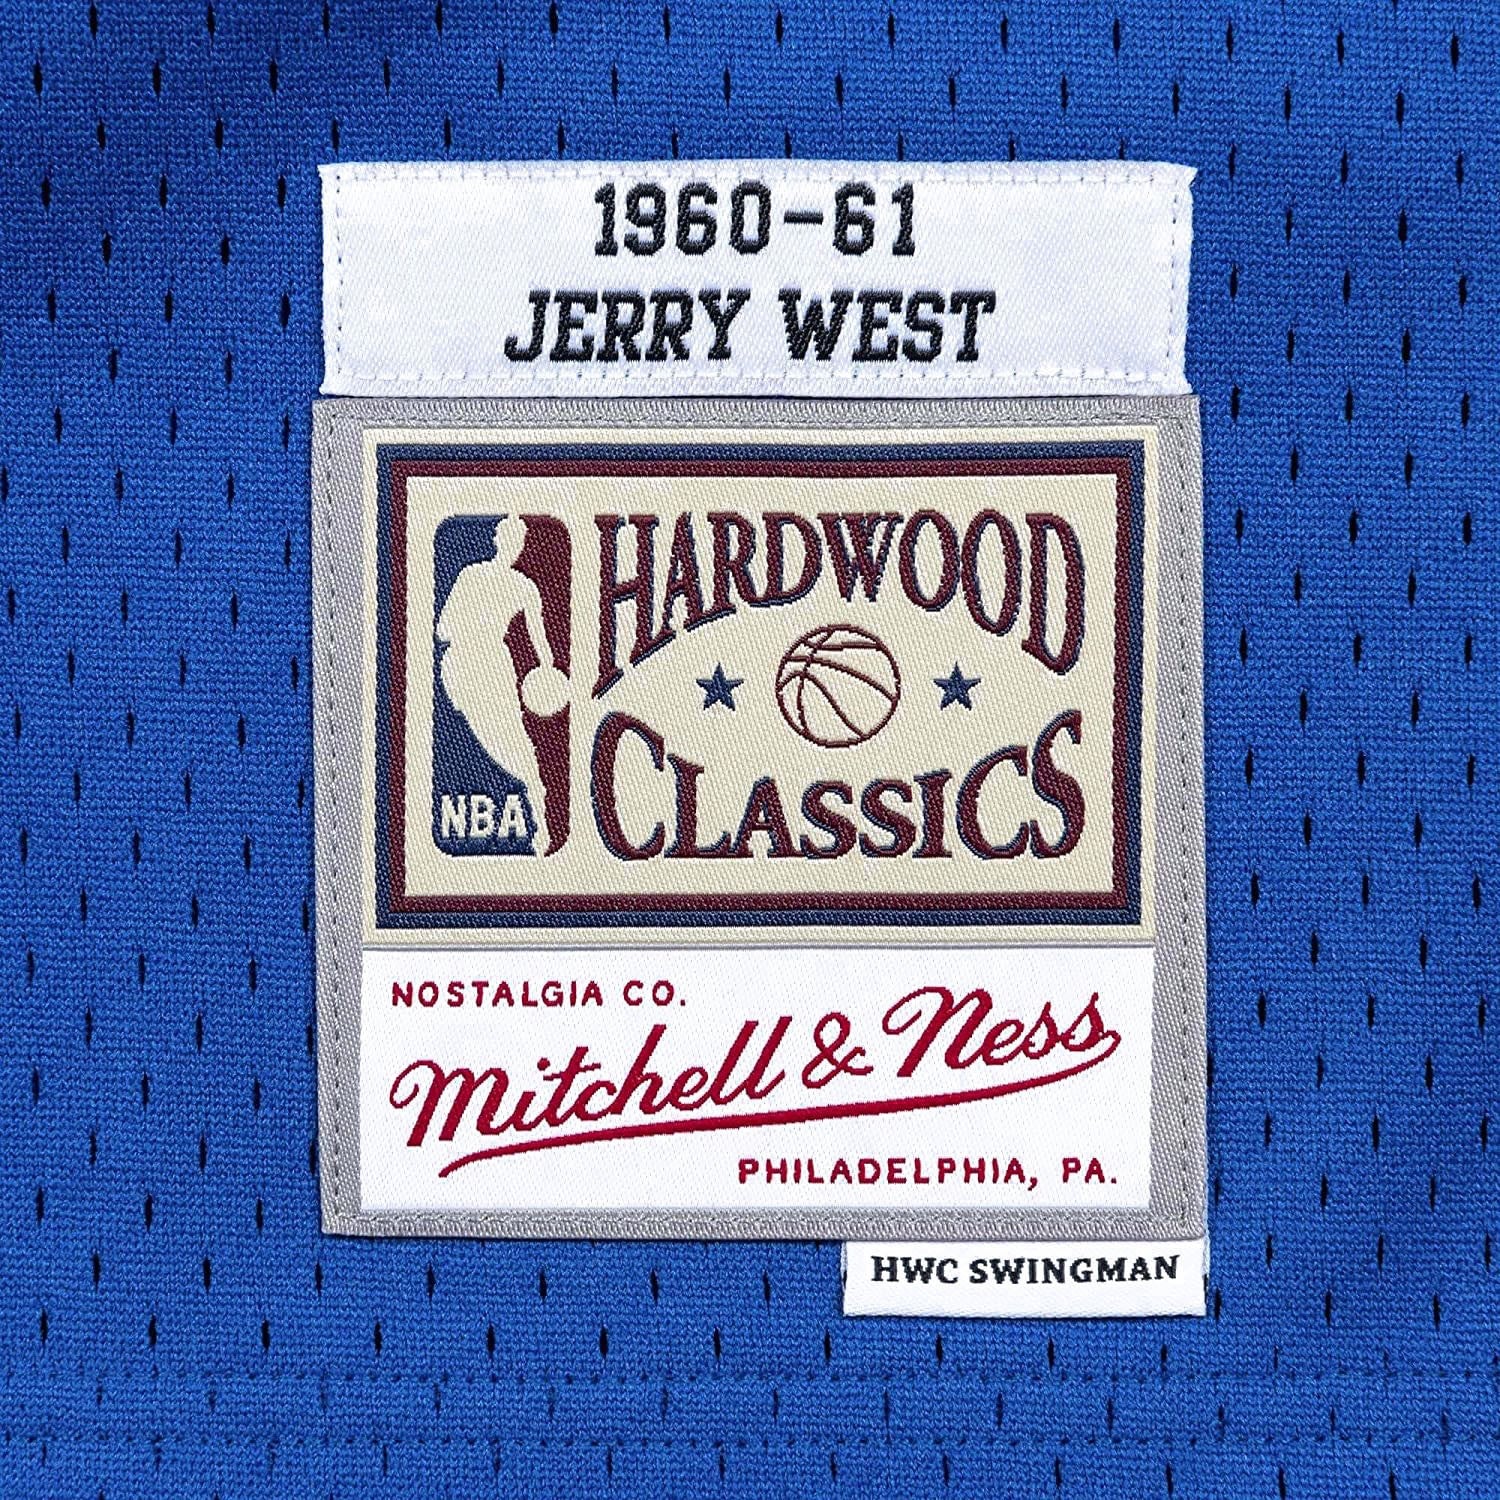 1960-61
JERRY WEST
HARDWOOD
CLASSICS
NBA
NOSTALGIA CO.
Mitchell & Ness
PHILADELPHIA, PA.
HWC SWINGMAN